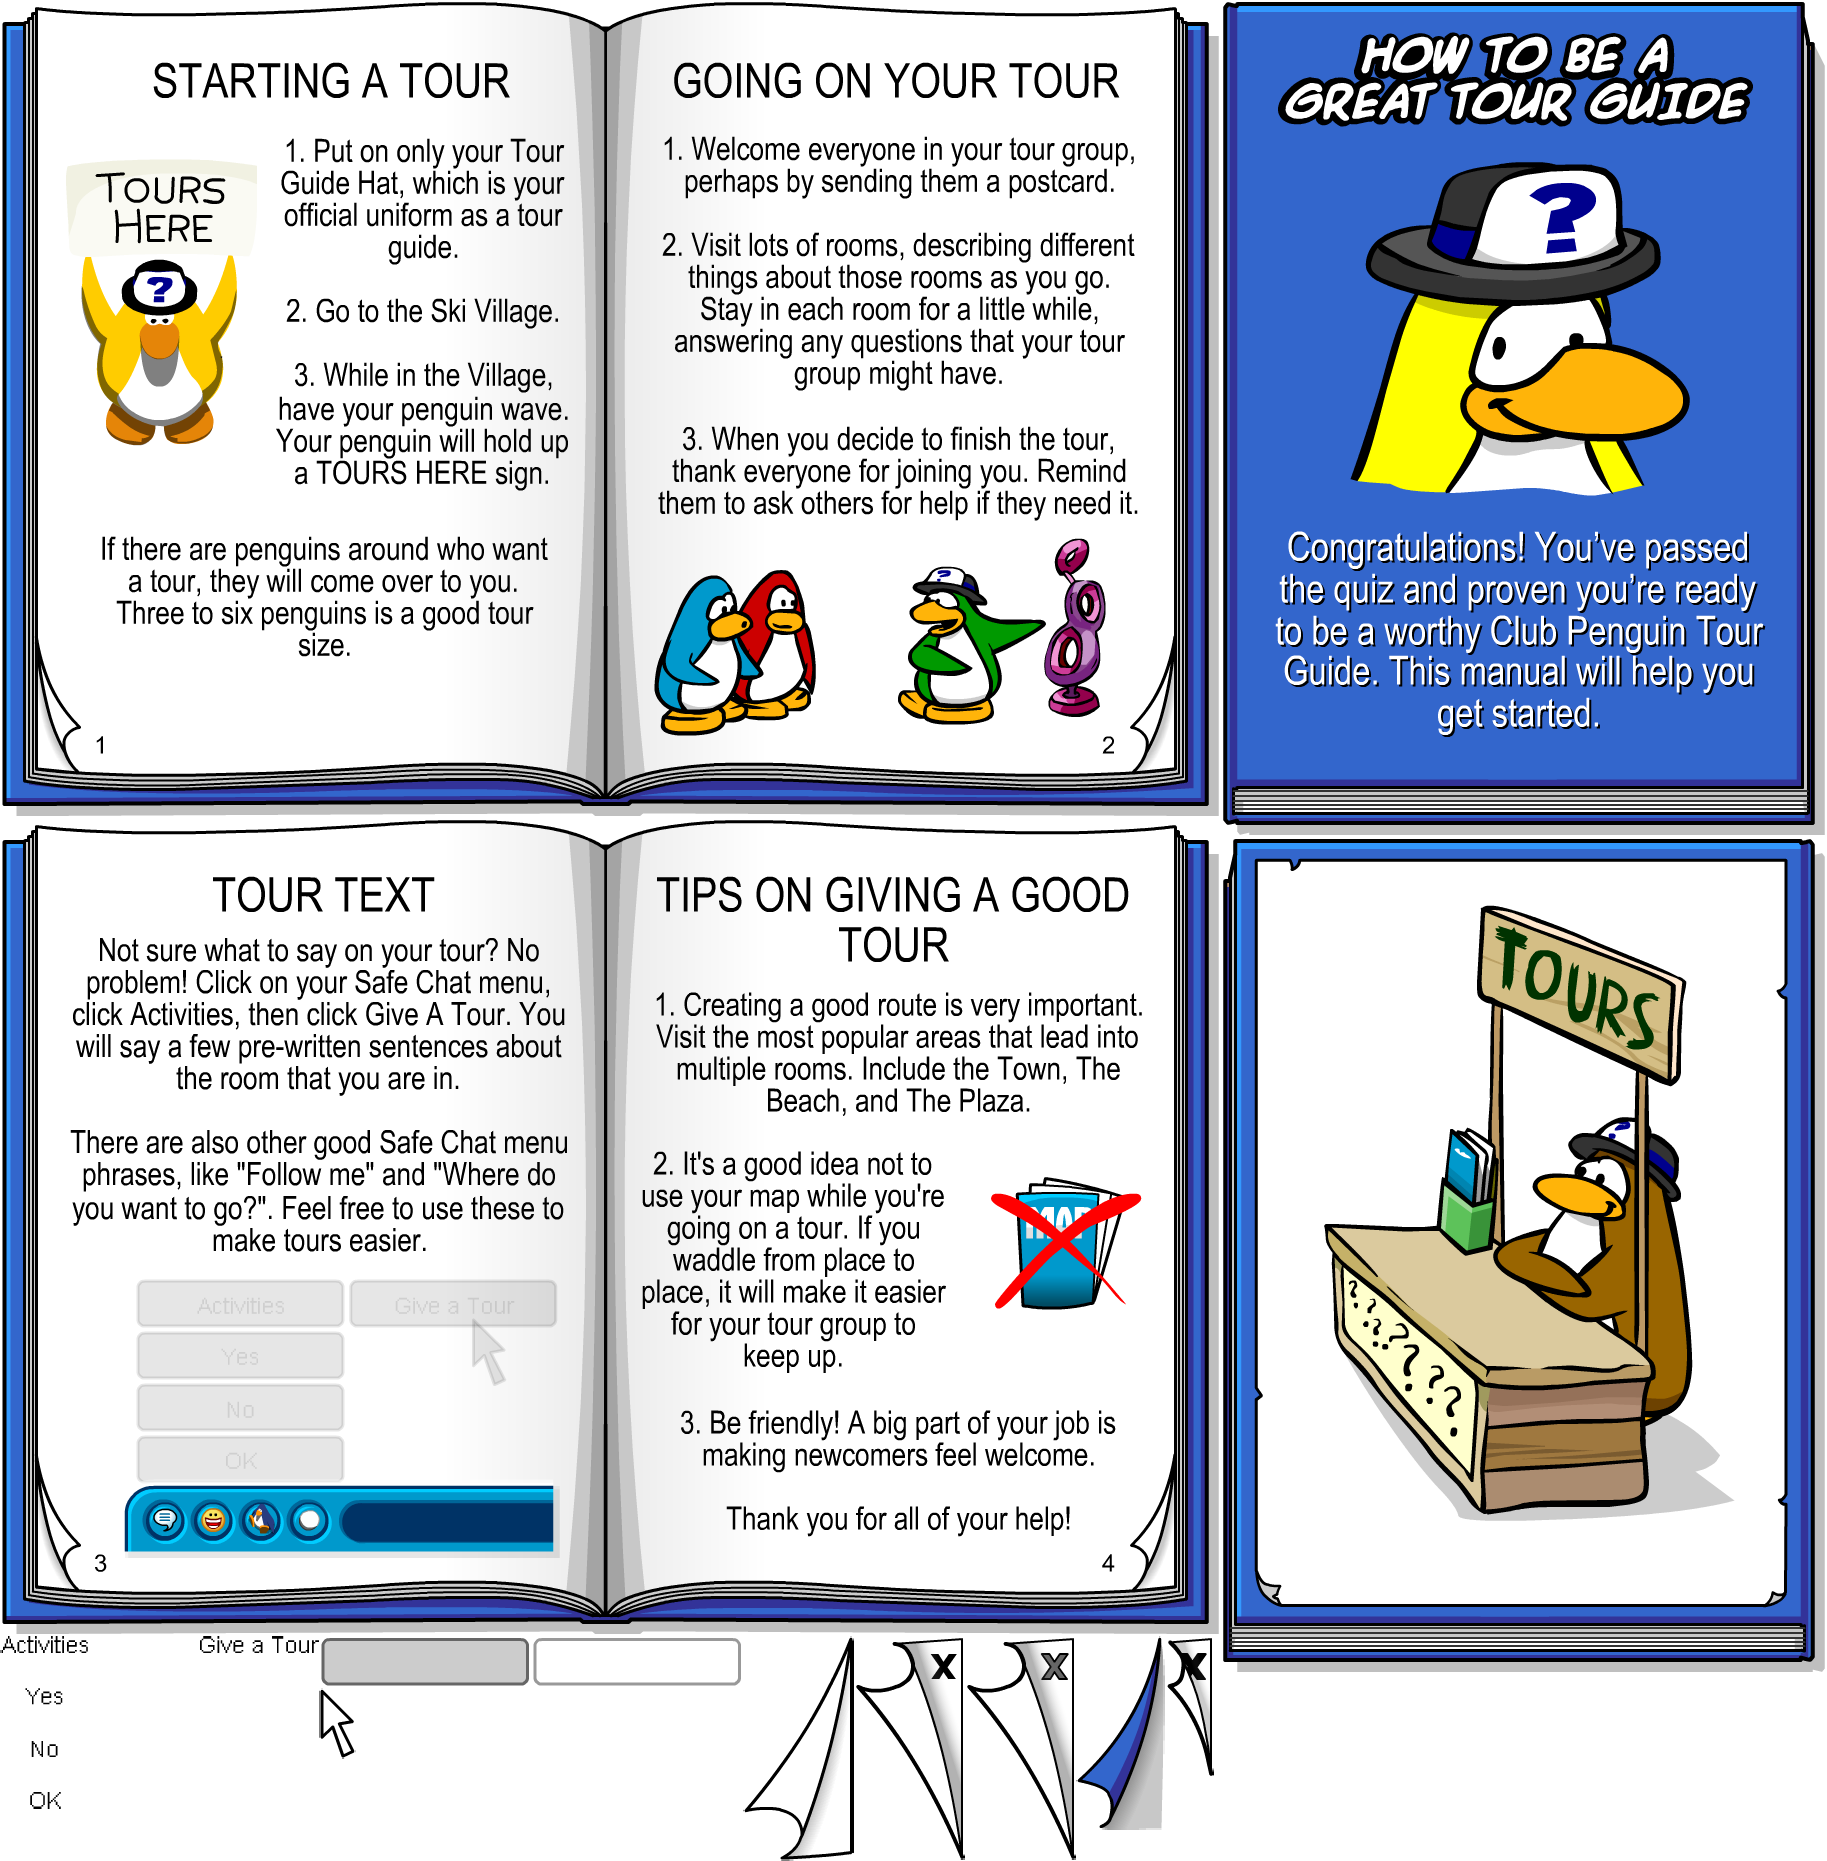 STARTING A TOUR
TOURS
HERE
?
1. Put on only your Tour
Guide Hat, which is your
official uniform as a tour
guide.
2. Go to the Ski Village.
3. While in the Village,
have your penguin wave.
Your penguin will hold up
a TOURS HERE sign.
If there are penguins around who want
a tour, they will come over to you.
Three to six penguins is a good tour
size.
1
GOING ON YOUR TOUR
1. Welcome everyone in your tour group,
perhaps by sending them a postcard.
2. Visit lots of rooms, describing different
things about those rooms as you go.
Stay in each room for a little while,
answering any questions that your tour
group might have.
3. When you decide to finish the tour,
thank everyone for joining you. Remind
them to ask others for help if they need it.
?
2
HOW TO BE A
GREAT TOUR GUIDE
?
Congratulations! You’ve passed
the quiz and proven you’re ready
to be a worthy Club Penguin Tour
Guide. This manual will help you
get started.
TOUR TEXT
Not sure what to say on your tour? No
problem! Click on your Safe Chat menu,
click Activities, then click Give A Tour. You
will say a few pre-written sentences about
the room that you are in.
There are also other good Safe Chat menu
phrases, like "Follow me" and "Where do
you want to go?". Feel free to use these to
make tours easier.
Activities
Give a Tour
Yes
No
OK
3
TIPS ON GIVING A GOOD
TOUR
1. Creating a good route is very important.
Visit the most popular areas that lead into
multiple rooms. Include the Town, The
Beach, and The Plaza.
2. It's a good idea not to
use your map while you're
going on a tour. If you
waddle from place to
place, it will make it easier
for your tour group to
keep up.
MAP
3. Be friendly! A big part of your job is
making newcomers feel welcome.
Thank you for all of your help!
4
TOURS
?
? ? ? ? ? ? ? ? ? ?
Activities
Give a Tour
Yes
No
OK
X
X
X